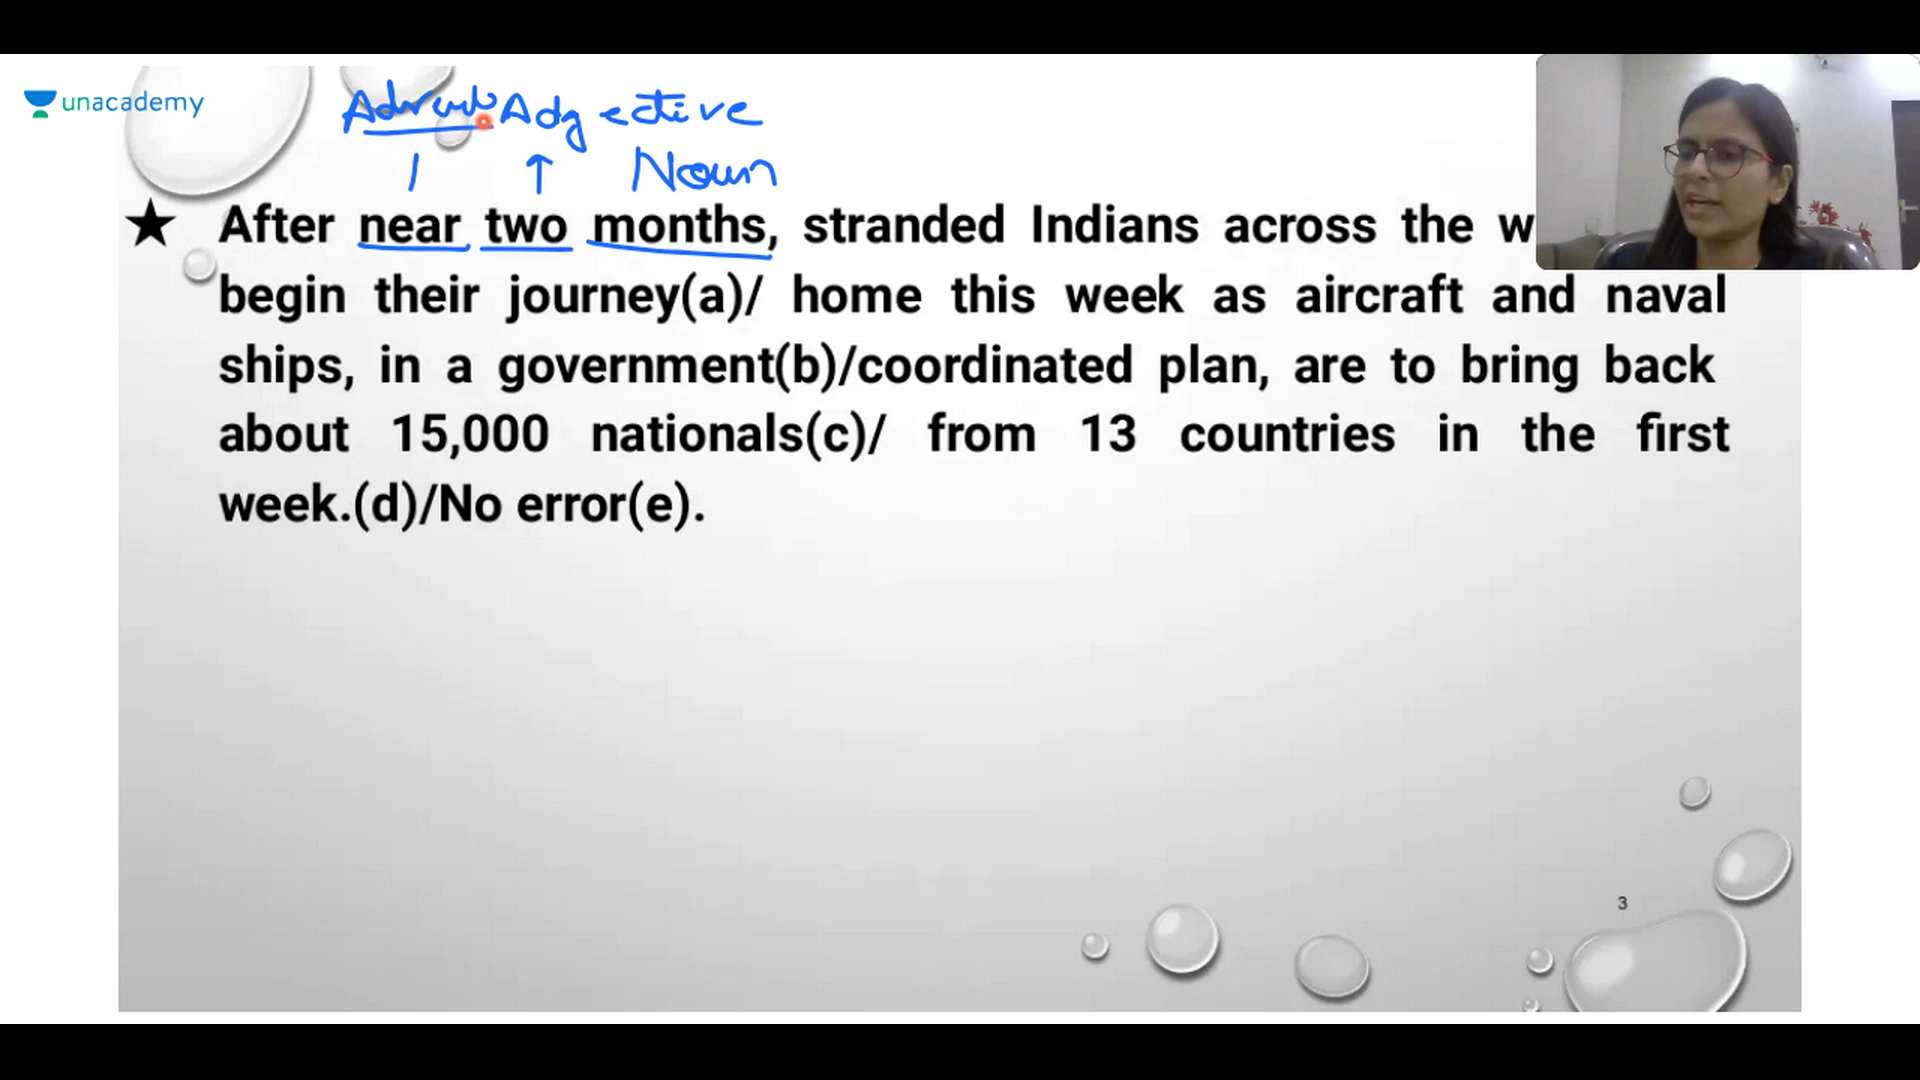 unacademy
Adverb Adjective
Noun
★ After near two months, stranded Indians across the
begin their journey(a)/ home this week as aircraft and naval
ships, in a government(b)/coordinated plan, are to bring back
about 15,000 nationals(c)/ from 13 countries in the first
week.(d)/No error(e).
3